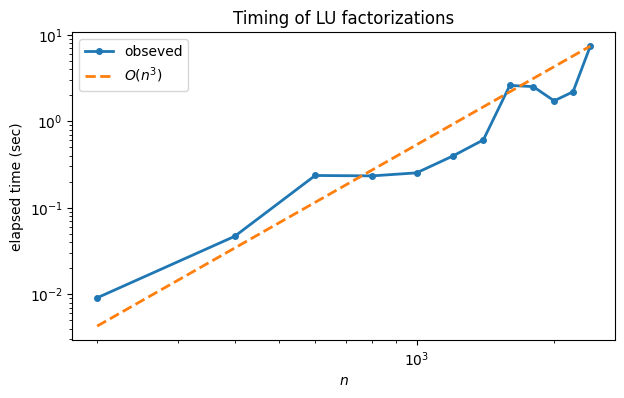 Timing of LU factorizations
obseved
O(n³)
elapsed time (sec)
10¹
10⁰
10⁻¹
10⁻²
10³
n